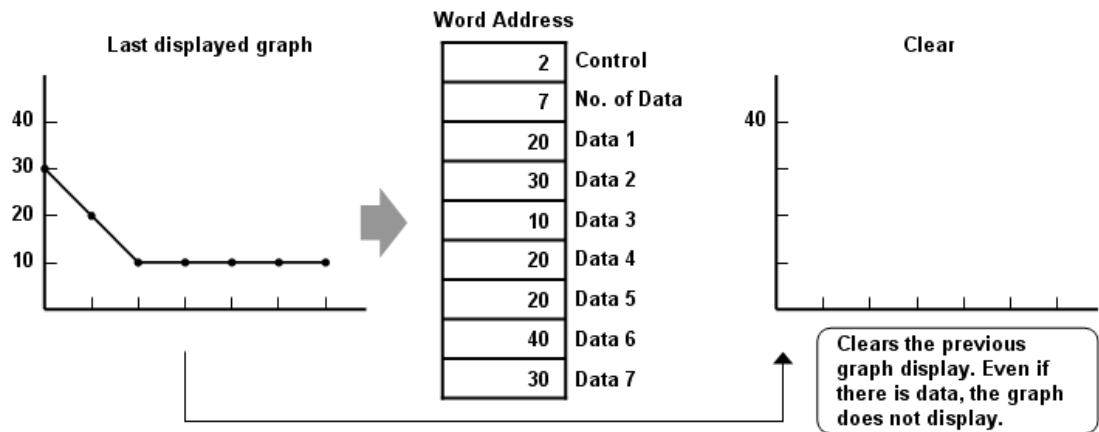 Word Address
Last displayed graph
Clear
40
30
20
10
2 Control
7 No. of Data
20 Data 1
30 Data 2
10 Data 3
20 Data 4
20 Data 5
40 Data 6
30 Data 7
40
Clears the previous
graph display. Even if
there is data, the graph
does not display.